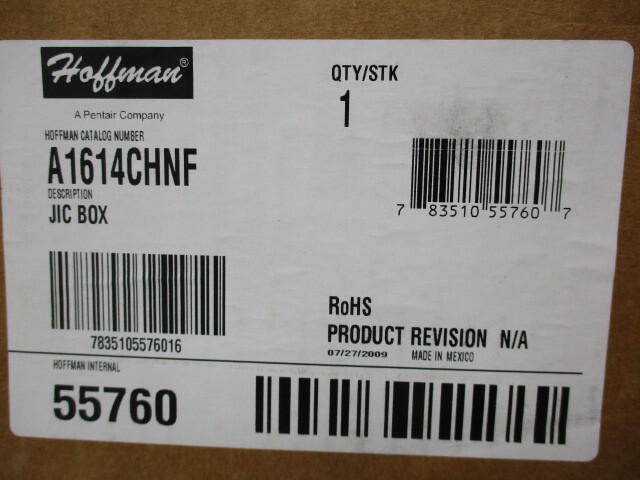 Hoffman®
A Pentair Company
HOFFMAN CATALOG NUMBER
A1614CHNF
DESCRIPTION
JIC BOX
7835105576016
QTY/STK
1
7 83510 55760 7
RoHS
PRODUCT REVISION N/A
07/27/2009 MADE IN MEXICO
HOFFMAN INTERNAL
55760